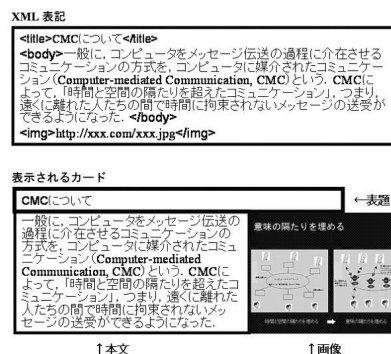 XML 表記
<title>CMCについて</title>
<body>一般に，コンピュータをメッセージ伝送の過程に介在させる
コミュニケーションの方式を，コンピュータに媒介されたコミュニケー
ション（Computer-mediated Communication, CMC）という．CMCに
よって，「時間と空間の隔たりを超えたコミュニケーション」，つまり，
遠くに離れた人たちの間で時間に拘束されないメッセージの送受が
できるようになった．</body>
<img>http://xxx.com/xxx.jpg</img>
表示されるカード
CMCについて
←表題
一般に，コンピュータをメッセージ伝送の
過程に介在させるコミュニケーションの
方式を，コンピュータに媒介されたコミュ
ニケーション（Computer-mediated
Communication, CMC）という．CMCに
よって，「時間と空間の隔たりを超えたコ
ミュニケーション」，つまり，遠くに離れた
人たちの間で時間に拘束されないメッ
セージの送受ができるようになった．
意味の隔たりを埋める
↑本文
↑画像